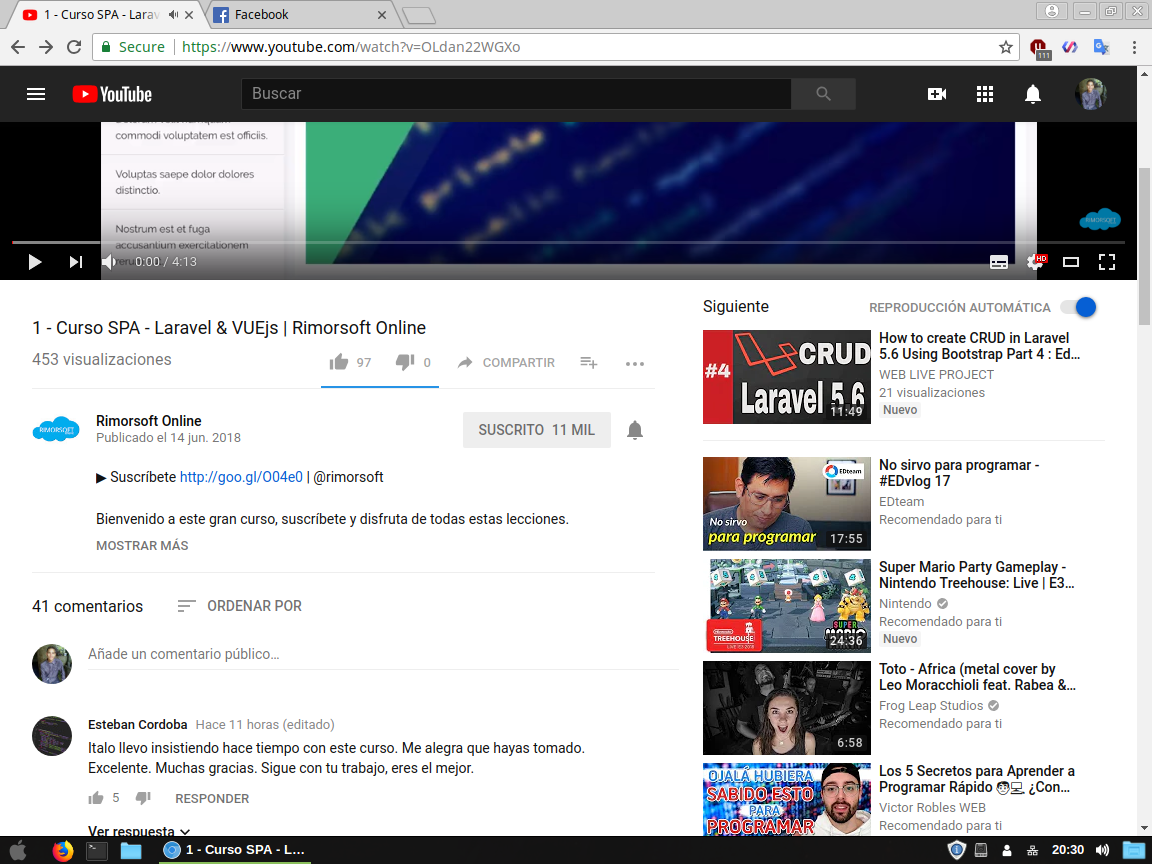 1 - Curso SPA - Larav
Facebook
Secure
https://www.youtube.com/watch?v=OLdan22WGXo
111
YouTube
Buscar
commodi voluptatem est officiis.
Voluptas saepe dolor dolores
distinctio.
Nostrum est et fuga
accusantium exercitationem
private
public function
RIMORSOFT
0:00 / 4:13
HD
1 - Curso SPA - Laravel & VUEjs | Rimorsoft Online
453 visualizaciones
97
0
COMPARTIR
RIMORSOFT
Rimorsoft Online
Publicado el 14 jun. 2018
SUSCRITO 11 MIL
▶ Suscríbete http://goo.gl/O04e0 | @rimorsoft
Bienvenido a este gran curso, suscríbete y disfruta de todas estas lecciones.
MOSTRAR MÁS
41 comentarios
ORDENAR POR
Añade un comentario público...
Esteban Cordoba Hace 11 horas (editado)
Italo llevo insistiendo hace tiempo con este curso. Me alegra que hayas tomado.
Excelente. Muchas gracias. Sigue con tu trabajo, eres el mejor.
5
RESPONDER
Ver respuesta
Siguiente
REPRODUCCIÓN AUTOMÁTICA
#4
CRUD
Laravel 5.6
11:49
How to create CRUD in Laravel
5.6 Using Bootstrap Part 4 : Ed...
WEB LIVE PROJECT
21 visualizaciones
Nuevo
EDteam
No sirvo
para programar
17:55
No sirvo para programar -
#EDvlog 17
EDteam
Recomendado para ti
Nintendo
TREEHOUSE
LIVE | E3 2018
SUPER
MARIO
24:36
Super Mario Party Gameplay -
Nintendo Treehouse: Live | E3...
Nintendo
Recomendado para ti
Nuevo
6:58
Toto - Africa (metal cover by
Leo Moracchioli feat. Rabea &...
Frog Leap Studios
Recomendado para ti
OJALÁ HUBIERA
SABIDO ESTO
PARA
PROGRAMAR
Los 5 Secretos para Aprender a
Programar Rápido 🧑💻 ¿Con...
Victor Robles WEB
Recomendado para ti
1 - Curso SPA - L...
20:30